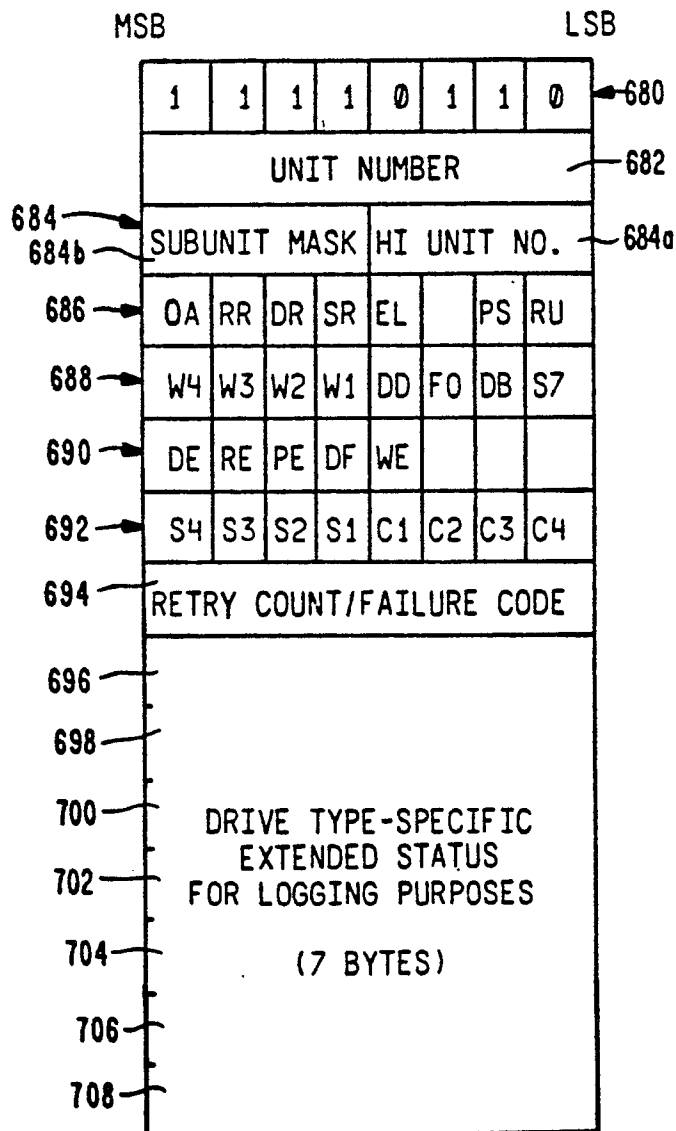 MSB LSB
1 1 1 1 0 1 1 0 680
UNIT NUMBER 682
684
684b SUBUNIT MASK HI UNIT NO. 684a
686 OA RR DR SR EL PS RU
688 W4 W3 W2 W1 DD FO DB S7
690 DE RE PE DF WE
692 S4 S3 S2 S1 C1 C2 C3 C4
694 RETRY COUNT/FAILURE CODE
696
698
700 DRIVE TYPE-SPECIFIC
EXTENDED STATUS
702 FOR LOGGING PURPOSES
704 (7 BYTES)
706
708